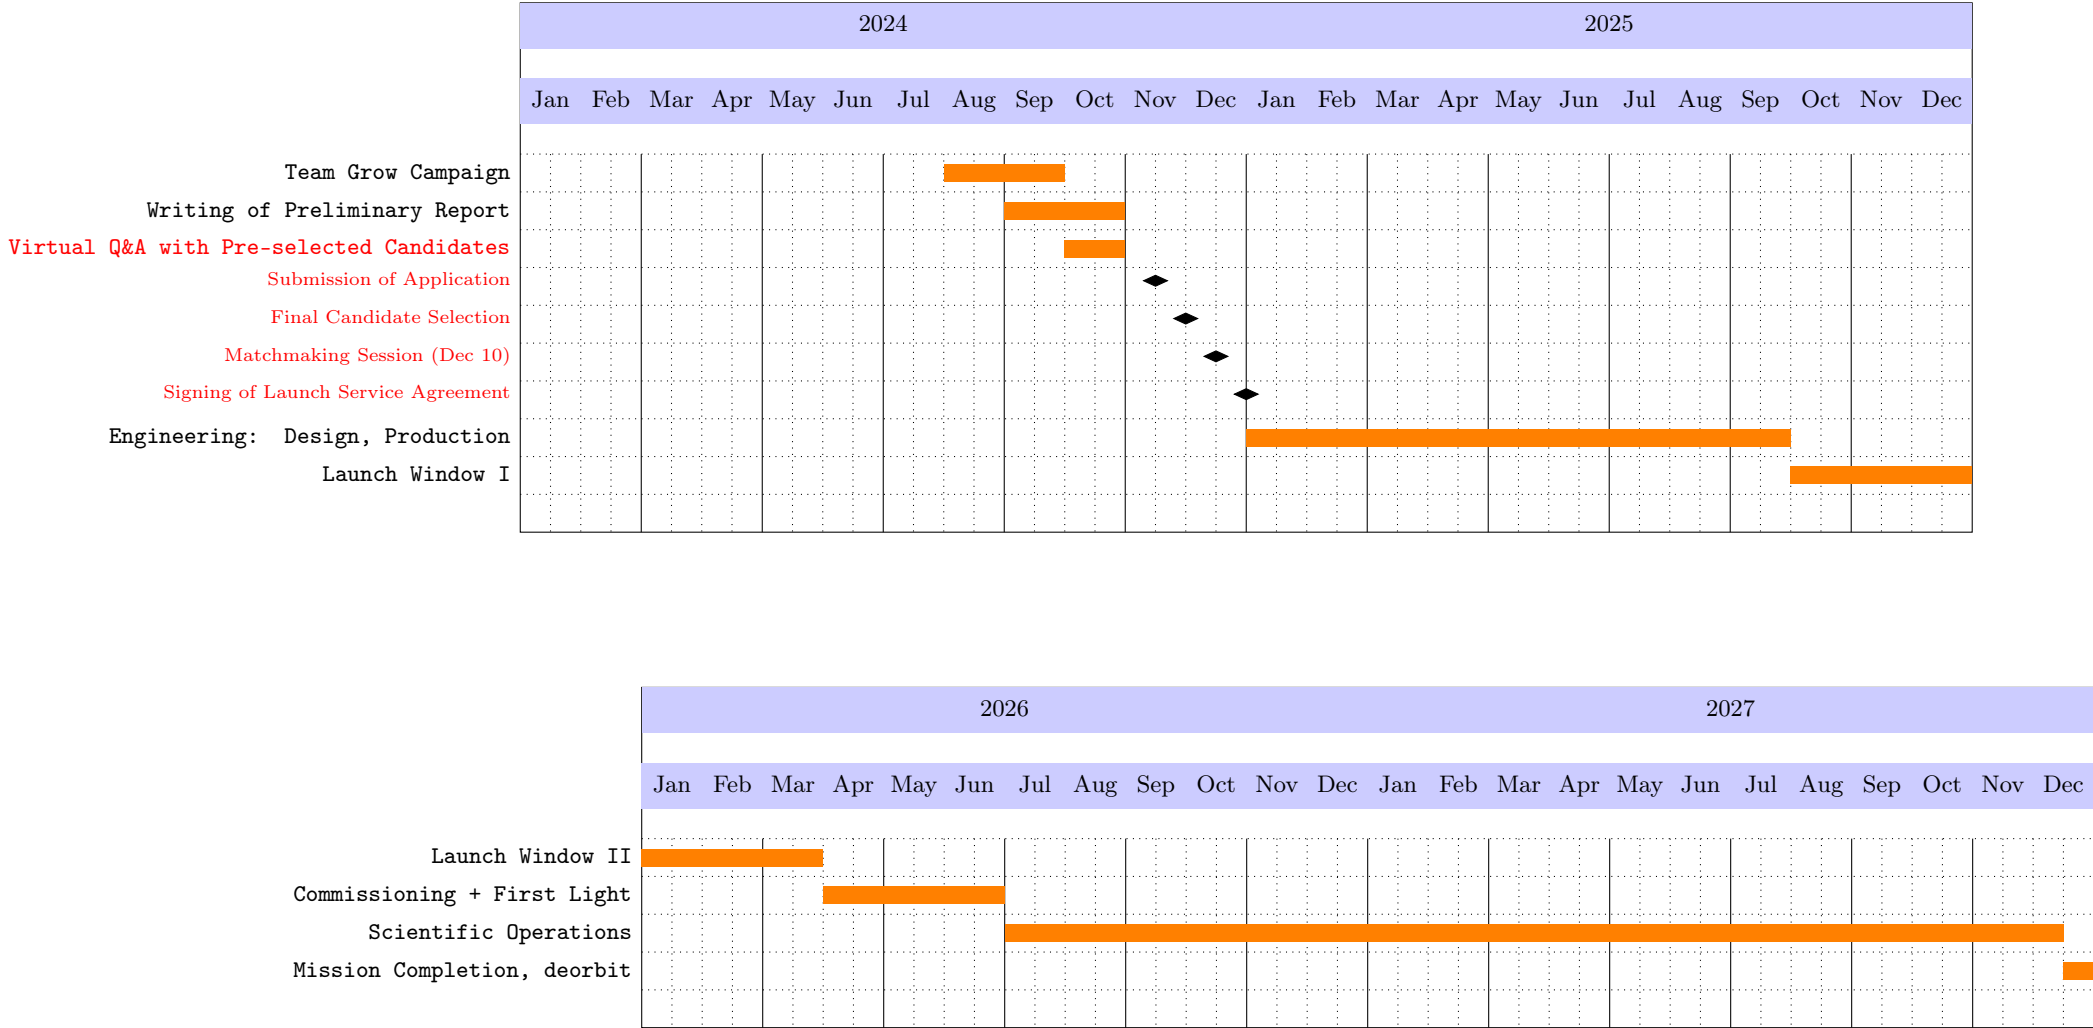 2024 2025
Jan Feb Mar Apr May Jun Jul Aug Sep Oct Nov Dec Jan Feb Mar Apr May Jun Jul Aug Sep Oct Nov Dec
Team Grow Campaign
Writing of Preliminary Report
Virtual Q&A with Pre-selected Candidates
Submission of Application
Final Candidate Selection
Matchmaking Session (Dec 10)
Signing of Launch Service Agreement
Engineering: Design, Production
Launch Window I
2026 2027
Jan Feb Mar Apr May Jun Jul Aug Sep Oct Nov Dec Jan Feb Mar Apr May Jun Jul Aug Sep Oct Nov Dec
Launch Window II
Commissioning + First Light
Scientific Operations
Mission Completion, deorbit